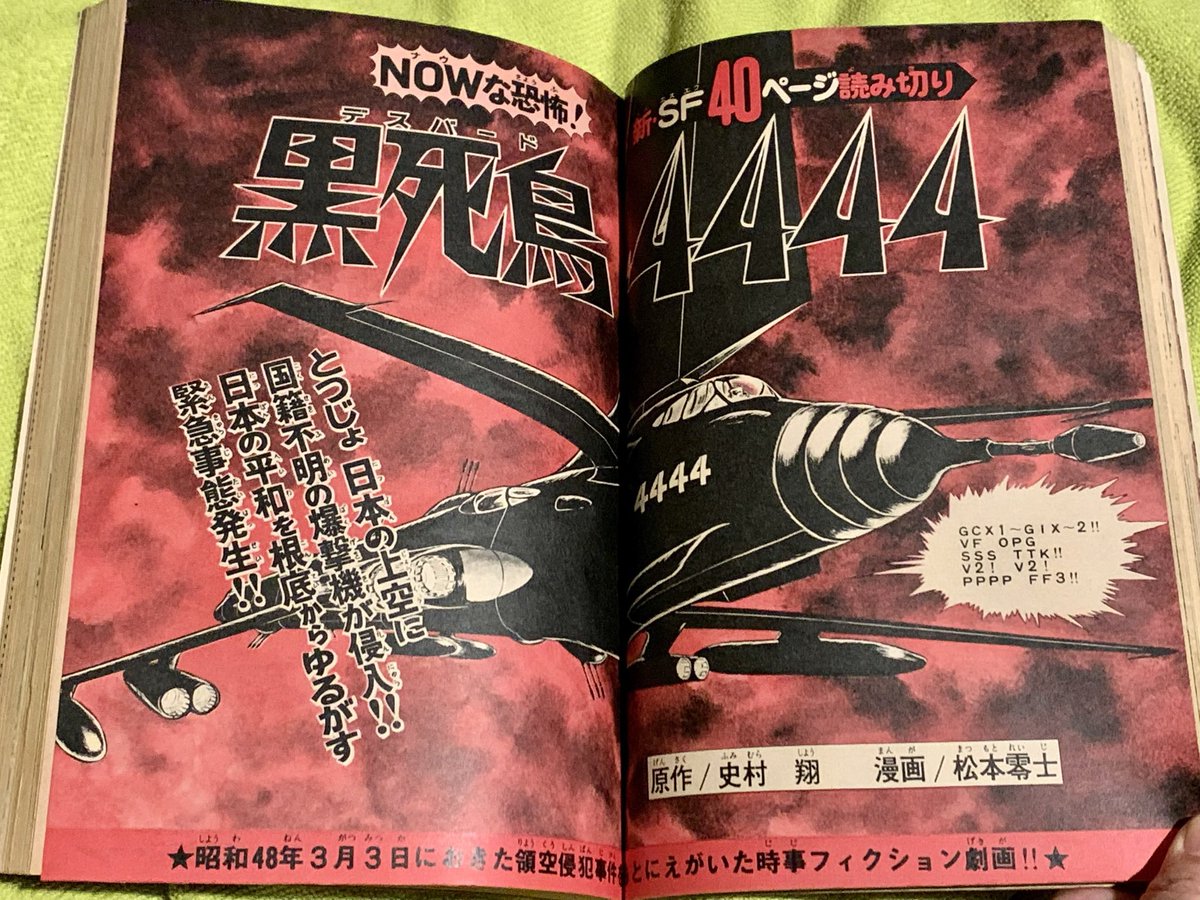 NOWな恐怖!
新・SF40ページ読み切り
デスバード
黒死鳥4444
とつじょ日本の上空に
国籍不明の爆撃機が侵入!!
日本の平和を根底からゆるがす
緊急事態発生!!
4444
GCX1~GIX~2!!
VF OPG
SSS TTK!!
V2! V2!
PPPP FF3!!
原作/史村 翔 漫画/松本零士
★昭和48年3月3日におきた領空侵犯事件をもとにえがいた時事フィクション劇画!!★